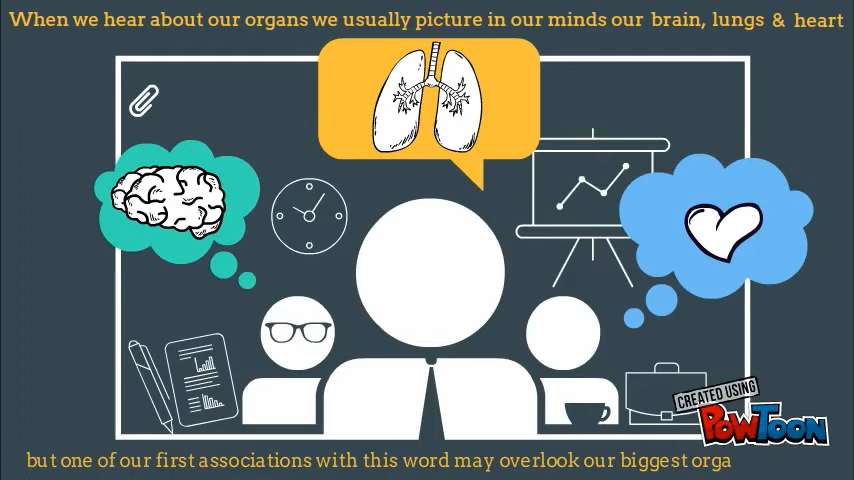 When we hear about our organs we usually picture in our minds our brain, lungs & heart
CREATED USING
POWTOON
but one of our first associations with this word may overlook our biggest orga